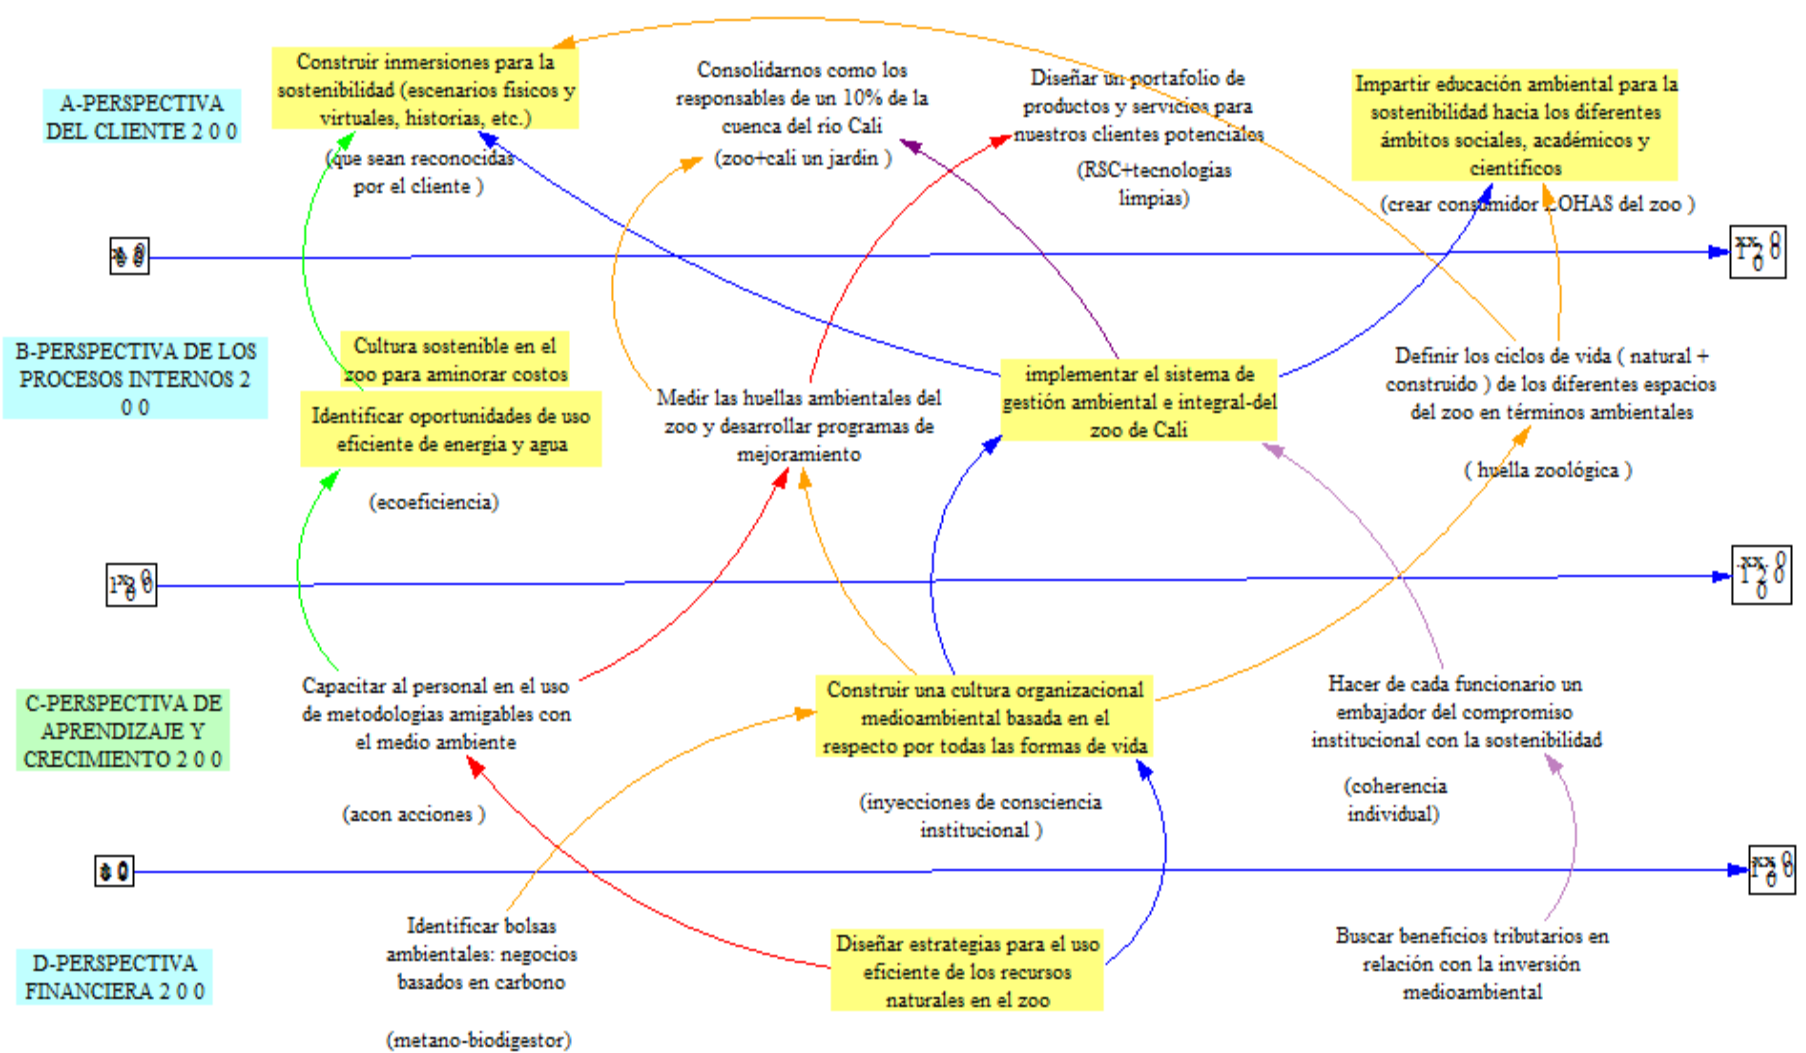 A-PERSPECTIVA
DEL CLIENTE 2 0 0
Construir inmersiones para la
sostenibilidad (escenarios fisicos y
virtuales, historias, etc.)
(que sean reconocidas
por el cliente )
Consolidarnos como los
responsables de un 10% de la
cuenca del rio Cali
(zoo+cali un jardin )
Diseñar un portafolio de
productos y servicios para
nuestros clientes potenciales
(RSC+tecnologias
limpias)
Impartir educación ambiental para la
sostenibilidad hacia los diferentes
ámbitos sociales, académicos y
cientificos
(crear consumidor LOHAS del zoo )
B-PERSPECTIVA DE LOS
PROCESOS INTERNOS 2
0 0
Cultura sostenible en el
zoo para aminorar costos
Identificar oportunidades de uso
eficiente de energia y agua
(ecoeficiencia)
Medir las huellas ambientales del
zoo y desarrollar programas de
mejoramiento
implementar el sistema de
gestión ambiental e integral-del
zoo de Cali
Definir los ciclos de vida ( natural +
construido ) de los diferentes espacios
del zoo en términos ambientales
( huella zoológica )
C-PERSPECTIVA DE
APRENDIZAJE Y
CRECIMIENTO 2 0 0
Capacitar al personal en el uso
de metodologias amigables con
el medio ambiente
(acon acciones )
Construir una cultura organizacional
medioambiental basada en el
respecto por todas las formas de vida
(inyecciones de consciencia
institucional )
Hacer de cada funcionario un
embajador del compromiso
institucional con la sostenibilidad
(coherencia
individual)
D-PERSPECTIVA
FINANCIERA 2 0 0
Identificar bolsas
ambientales: negocios
basados en carbono
(metano-biodigestor)
Diseñar estrategias para el uso
eficiente de los recursos
naturales en el zoo
Buscar beneficios tributarios en
relación con la inversión
medioambiental